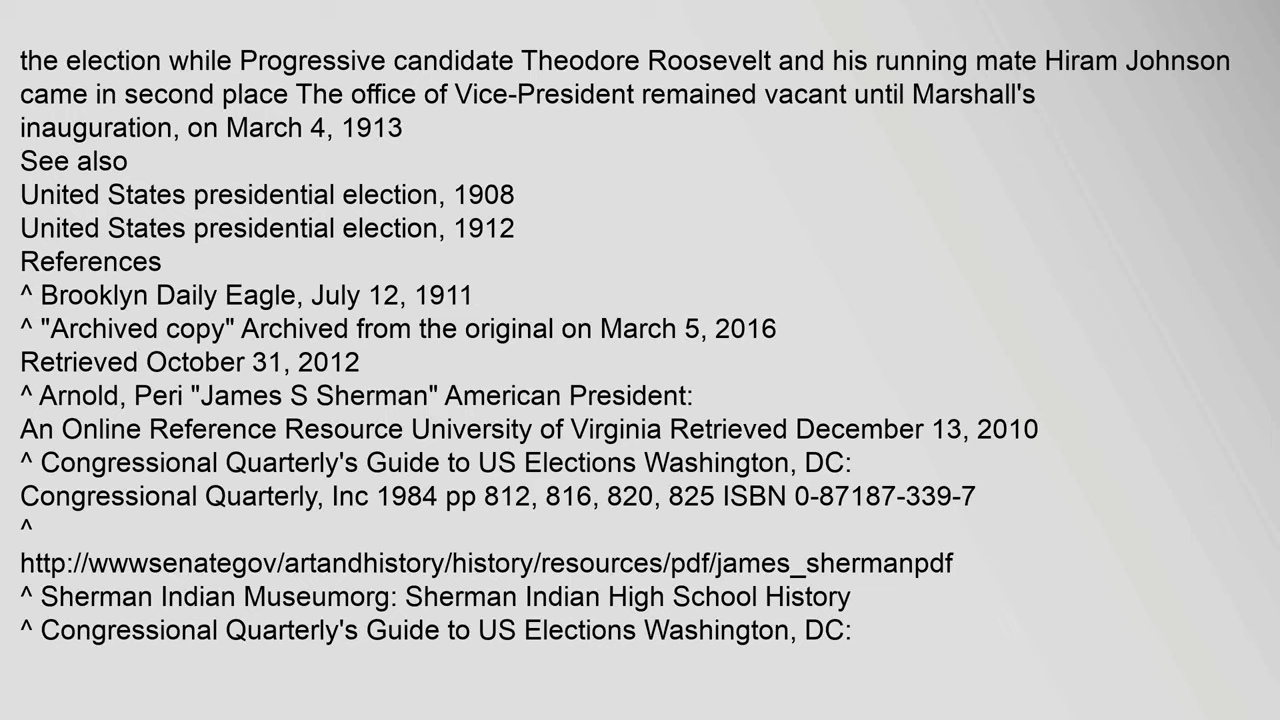 the election while Progressive candidate Theodore Roosevelt and his running mate Hiram Johnson
came in second place The office of Vice-President remained vacant until Marshall's
inauguration, on March 4, 1913
See also
United States presidential election, 1908
United States presidential election, 1912
References
^ Brooklyn Daily Eagle, July 12, 1911
^ "Archived copy" Archived from the original on March 5, 2016
Retrieved October 31, 2012
^ Arnold, Peri "James S Sherman" American President:
An Online Reference Resource University of Virginia Retrieved December 13, 2010
^ Congressional Quarterly's Guide to US Elections Washington, DC:
Congressional Quarterly, Inc 1984 pp 812, 816, 820, 825 ISBN 0-87187-339-7
^
http://wwwsenategov/artandhistory/history/resources/pdf/james_shermanpdf
^ Sherman Indian Museumorg: Sherman Indian High School History
^ Congressional Quarterly's Guide to US Elections Washington, DC: